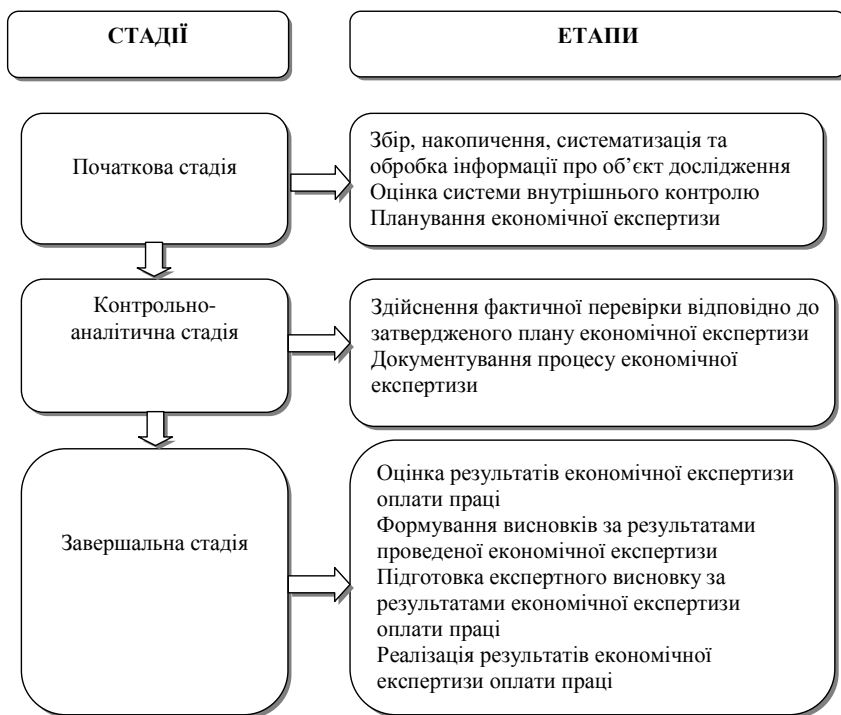 СТАДІЇ
ЕТАПИ
Початкова стадія
Збір, накопичення, систематизація та
обробка інформації про об’єкт дослідження
Оцінка системи внутрішнього контролю
Планування економічної експертизи
Контрольно-
аналітична стадія
Здійснення фактичної перевірки відповідно до
затвердженого плану економічної експертизи
Документування процесу економічної
експертизи
Завершальна стадія
Оцінка результатів економічної експертизи
оплати праці
Формування висновків за результатами
проведеної економічної експертизи
Підготовка експертного висновку за
результатами економічної експертизи
оплати праці
Реалізація результатів економічної
експертизи оплати праці